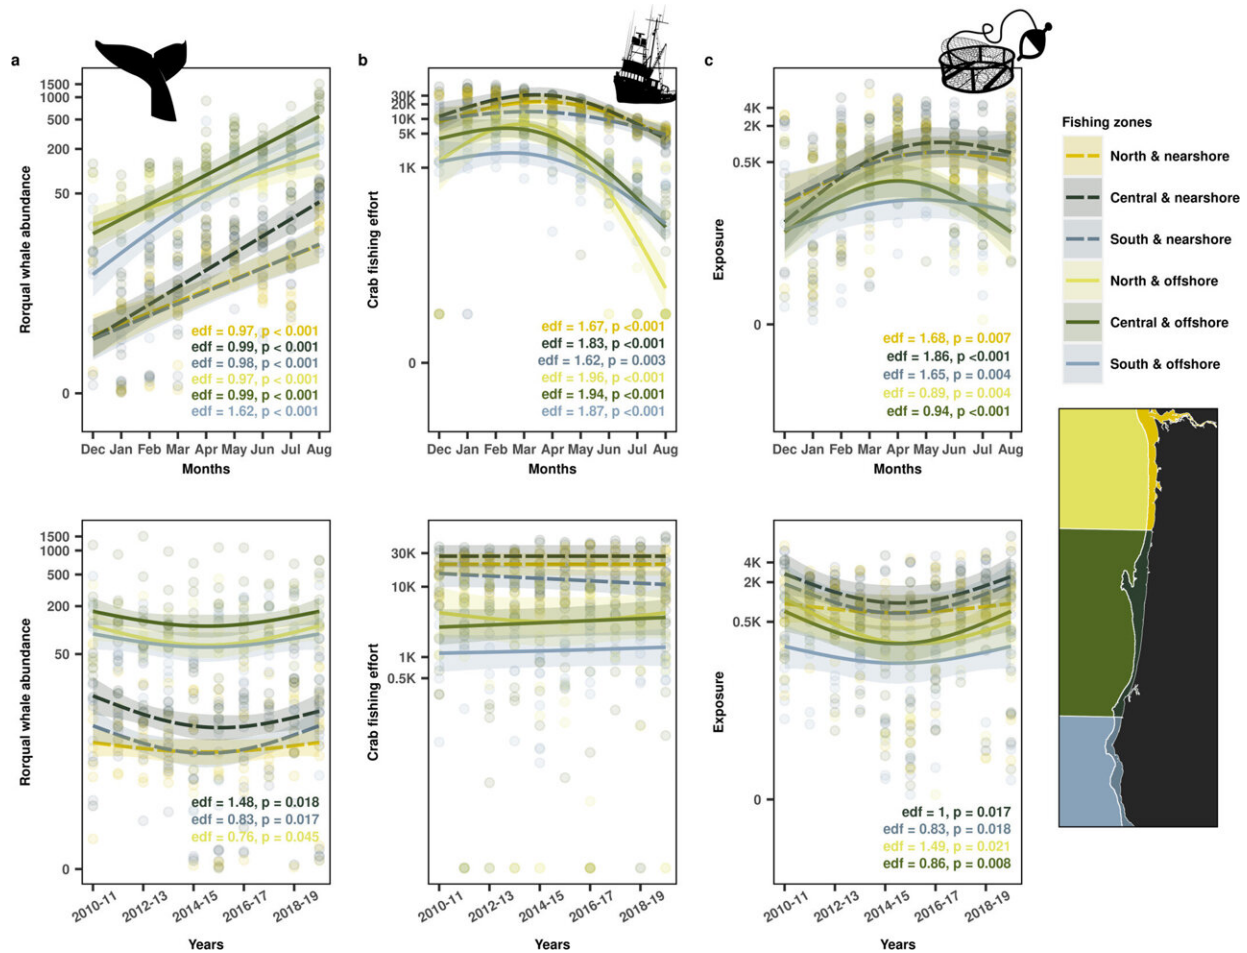 a
b
c
1500
1000
500
200
50
0
Rorqual whale abundance
edf = 0.97, p < 0.001
edf = 0.99, p < 0.001
edf = 0.98, p < 0.001
edf = 0.97, p < 0.001
edf = 0.99, p < 0.001
edf = 1.62, p < 0.001
Dec Jan Feb Mar Apr May Jun Jul Aug
Months
30K
20K
10K
5K
1K
0
Crab fishing effort
edf = 1.67, p <0.001
edf = 1.83, p <0.001
edf = 1.62, p = 0.003
edf = 1.96, p <0.001
edf = 1.94, p <0.001
edf = 1.87, p <0.001
Dec Jan Feb Mar Apr May Jun Jul Aug
Months
4K
2K
0.5K
0
Exposure
edf = 1.68, p = 0.007
edf = 1.86, p <0.001
edf = 1.65, p = 0.004
edf = 0.89, p = 0.004
edf = 0.94, p <0.001
Dec Jan Feb Mar Apr May Jun Jul Aug
Months
Fishing zones
North & nearshore
Central & nearshore
South & nearshore
North & offshore
Central & offshore
South & offshore
1500
1000
500
200
50
0
Rorqual whale abundance
edf = 1.48, p = 0.018
edf = 0.83, p = 0.017
edf = 0.76, p = 0.045
2010-11 2012-13 2014-15 2016-17 2018-19
Years
30K
10K
1K
0.5K
Crab fishing effort
2010-11 2012-13 2014-15 2016-17 2018-19
Years
4K
2K
0.5K
0
Exposure
edf = 1, p = 0.017
edf = 0.83, p = 0.018
edf = 1.49, p = 0.021
edf = 0.86, p = 0.008
2010-11 2012-13 2014-15 2016-17 2018-19
Years